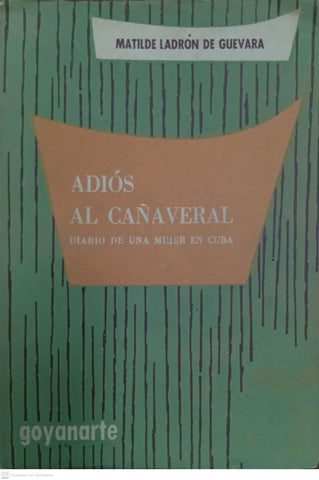 MATILDE LADRÓN DE GUEVARA
ADIÓS
AL CAÑAVERAL
DIARIO DE UNA MUJER EN CUBA
goyanarte